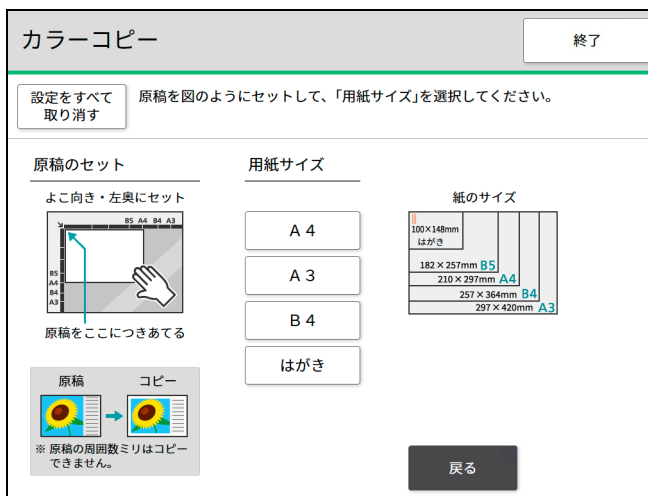 カラーコピー
終了
設定をすべて
取り消す
原稿を図のようにセットして、「用紙サイズ」を選択してください。
原稿のセット
よこ向き・左奥にセット
B5 A4 B4 A3
B5
A4
B4
A3
原稿をここにつきあてる
原稿
コピー
※ 原稿の周囲数ミリはコピー
できません。
用紙サイズ
A 4
A 3
B 4
はがき
紙のサイズ
100×148mm
はがき
182×257mm B5
210×297mm A4
257×364mm B4
297×420mm A3
戻る